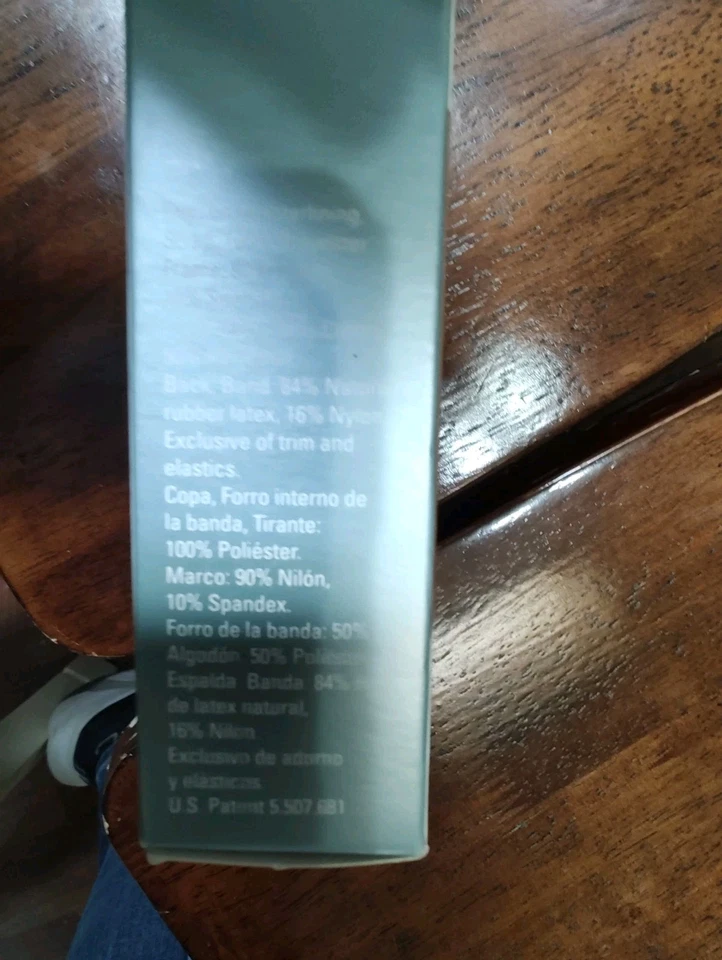 Back Band: 84% Natural
rubber latex, 16% Nylon
Exclusive of trim and
elastics.
Copa, Forro interno de
la banda, Tirante:
100% Poliéster.
Marco: 90% Nilón,
10% Spandex.
Forro de la banda: 50%
Algodón 50% Poliéster
Espalda Banda 84%
de latex natural,
16% Nilón
Exclusivo de adorno
y elásticos
U.S. Patent 5,507,681